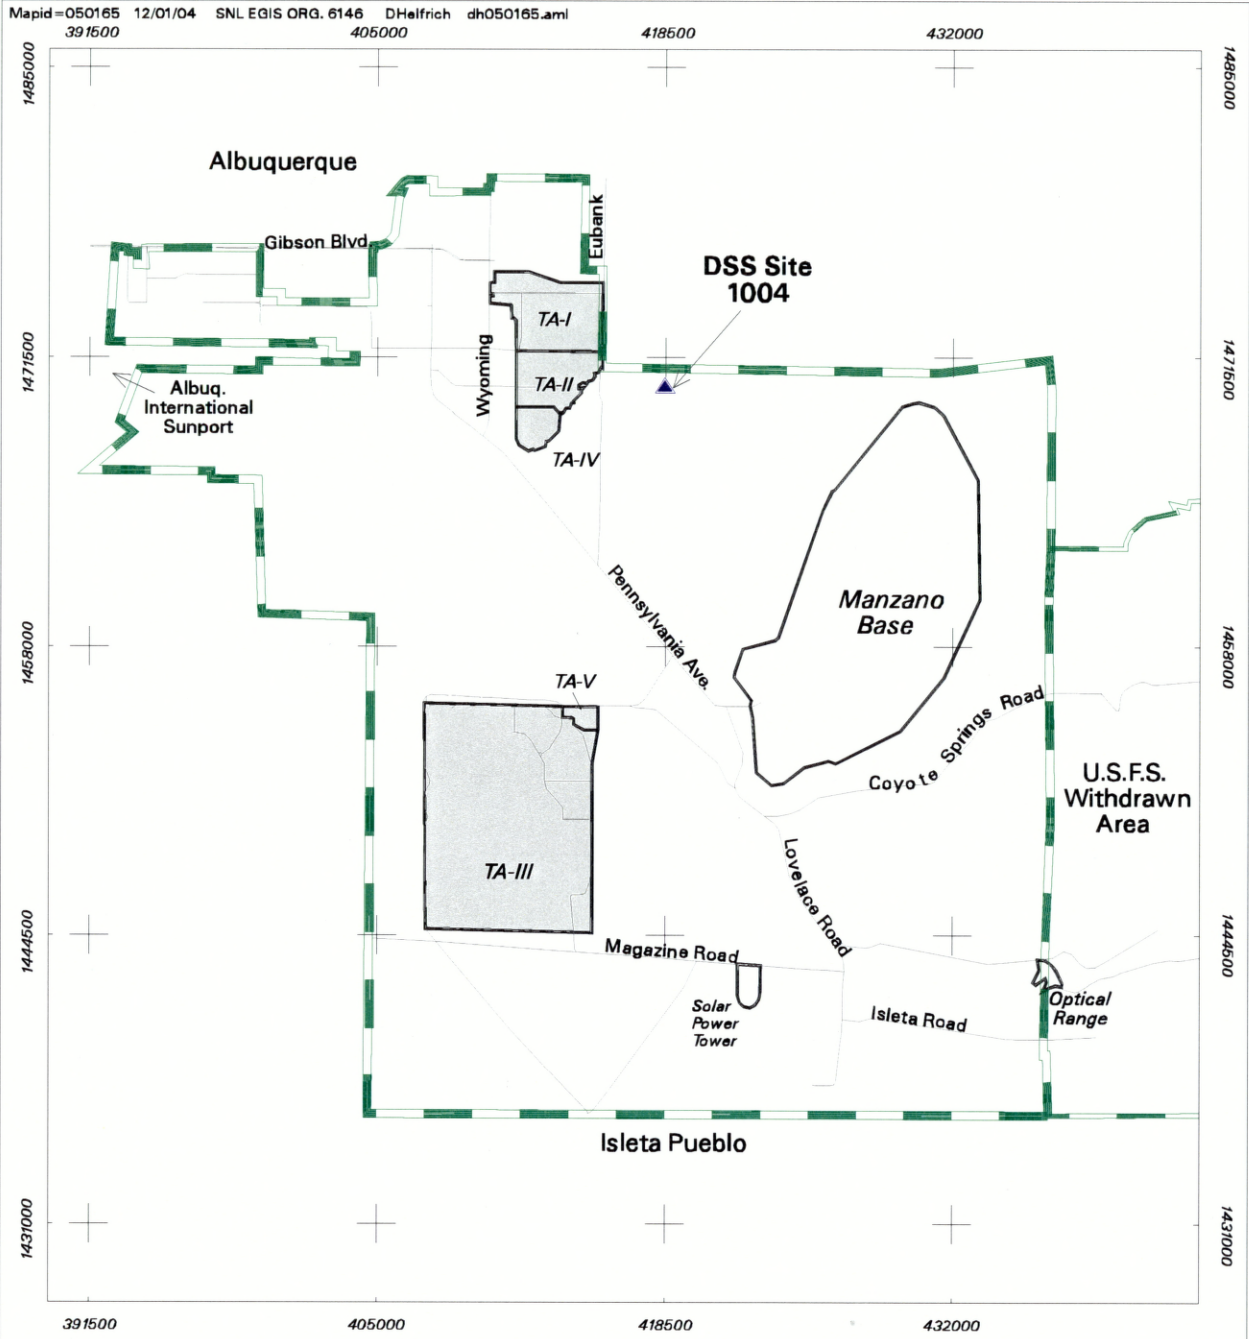 Mapid=050165 12/01/04 SNL EGIS ORG. 6146 DHelfrich dh050165.aml
391500 405000 418500 432000
1485000
1485000
Albuquerque
Gibson Blvd.
Eubank
DSS Site
1004
TA-I
Wyoming
1471500
1471500
TA-II
Albuq.
International
Sunport
TA-IV
Pennsylvania Ave.
Manzano
Base
1458000
1458000
TA-V
Coyote Springs Road
U.S.F.S.
Withdrawn
Area
TA-III
Lovelace Road
1444500
1444500
Magazine Road
Solar
Power
Tower
Isleta Road
Optical
Range
Isleta Pueblo
1431000
1431000
391500 405000 418500 432000